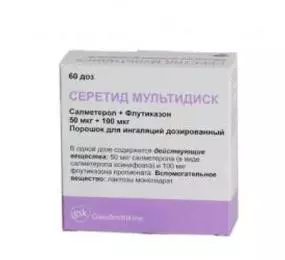 60 доз
СЕРЕТИД МУЛЬТИДИСК
Салметерол + Флутиказон
50 мкг + 100 мкг
Порошок для ингаляций дозированный
В одной дозе содержится действующие
вещества: 50 мкг салметерола (в виде
салметерола ксинафоата) и 100 мкг
флутиказона пропионата. Вспомогательное
вещество: лактозы моногидрат.
gsk GlaxoSmithKline